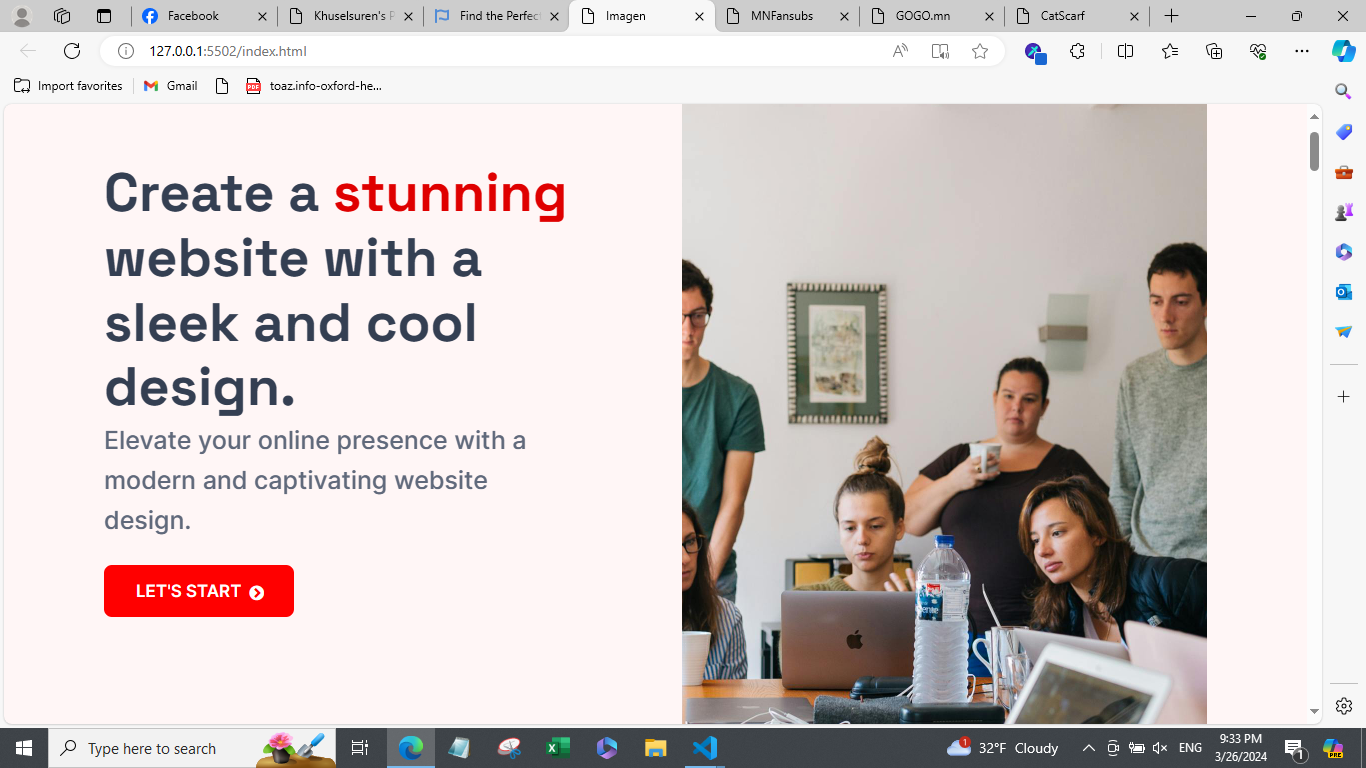 Facebook
Khuselsuren's P
Find the Perfec
Imagen
MNFansubs
GOGO.mn
CatScarf
127.0.0.1:5502/index.html
Import favorites
Gmail
PDF
toaz.info-oxford-he...
Create a stunning
website with a
sleek and cool
design.
Elevate your online presence with a
modern and captivating website
design.
LET'S START
Type here to search
1
32°F Cloudy
ENG
9:33 PM
3/26/2024
1
PRE